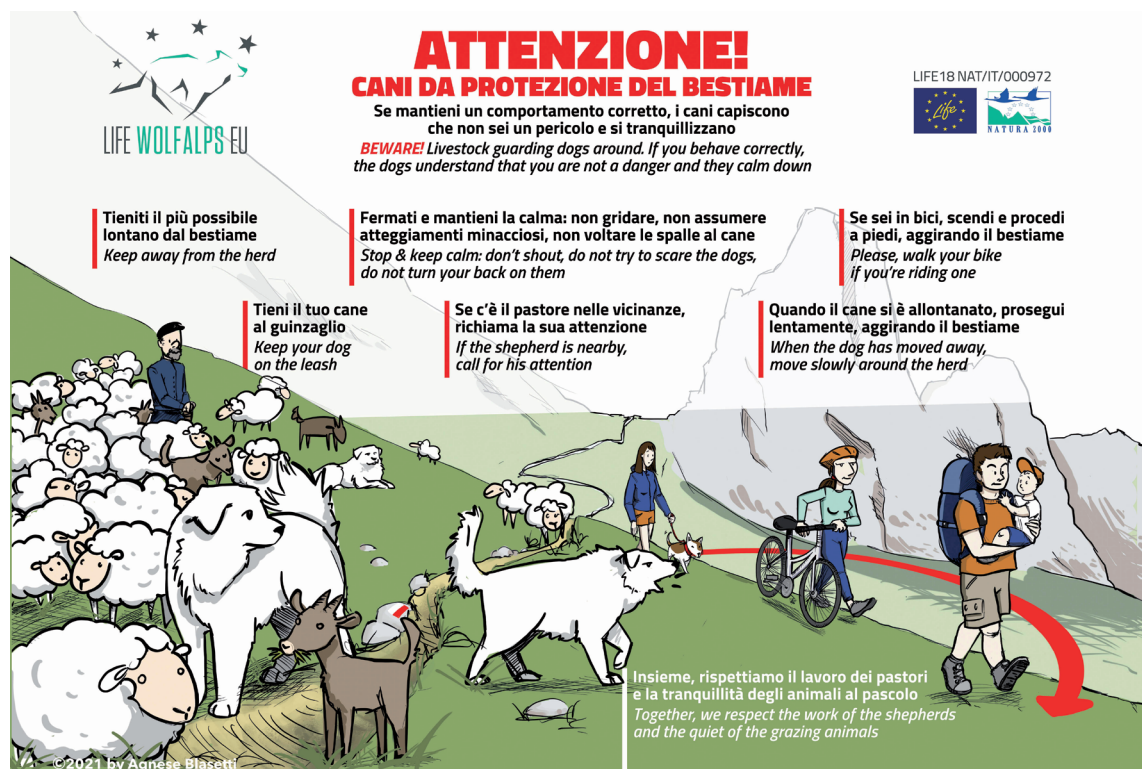 ATTENZIONE!
CANI DA PROTEZIONE DEL BESTIAME
Se mantieni un comportamento corretto, i cani capiscono
che non sei un pericolo e si tranquillizzano
BEWARE! Livestock guarding dogs around. If you behave correctly,
the dogs understand that you are not a danger and they calm down
LIFE WOLFALPS EU
LIFE18 NAT/IT/000972
Life
NATURA 2000
Tieniti il più possibile
lontano dal bestiame
Keep away from the herd
Fermati e mantieni la calma: non gridare, non assumere
atteggiamenti minacciosi, non voltare le spalle al cane
Stop & keep calm: don't shout, do not try to scare the dogs,
do not turn your back on them
Se sei in bici, scendi e procedi
a piedi, aggirando il bestiame
Please, walk your bike
if you're riding one
Tieni il tuo cane
al guinzaglio
Keep your dog
on the leash
Se c'è il pastore nelle vicinanze,
richiama la sua attenzione
If the shepherd is nearby,
call for his attention
Quando il cane si è allontanato, prosegui
lentamente, aggirando il bestiame
When the dog has moved away,
move slowly around the herd
Insieme, rispettiamo il lavoro dei pastori
e la tranquillità degli animali al pascolo
Together, we respect the work of the shepherds
and the quiet of the grazing animals
©2021 by Agnese Blasetti